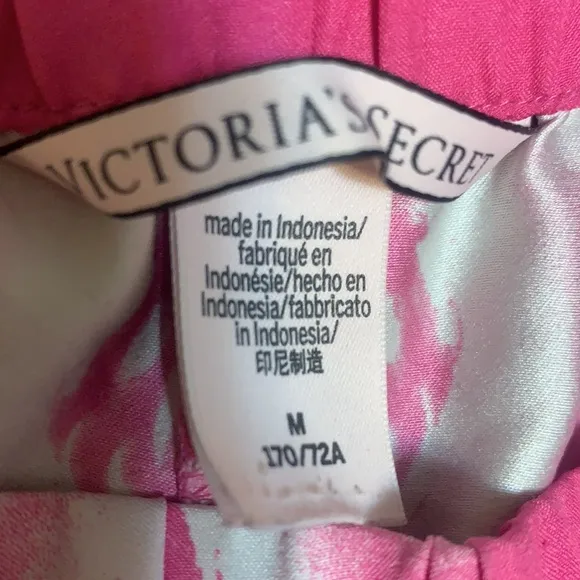 VICTORIA'S SECRET
made in Indonesia/
fabriqué en
Indonésie/hecho en
Indonesia/fabbricato
in Indonesia/
印尼制造
M
170/72A